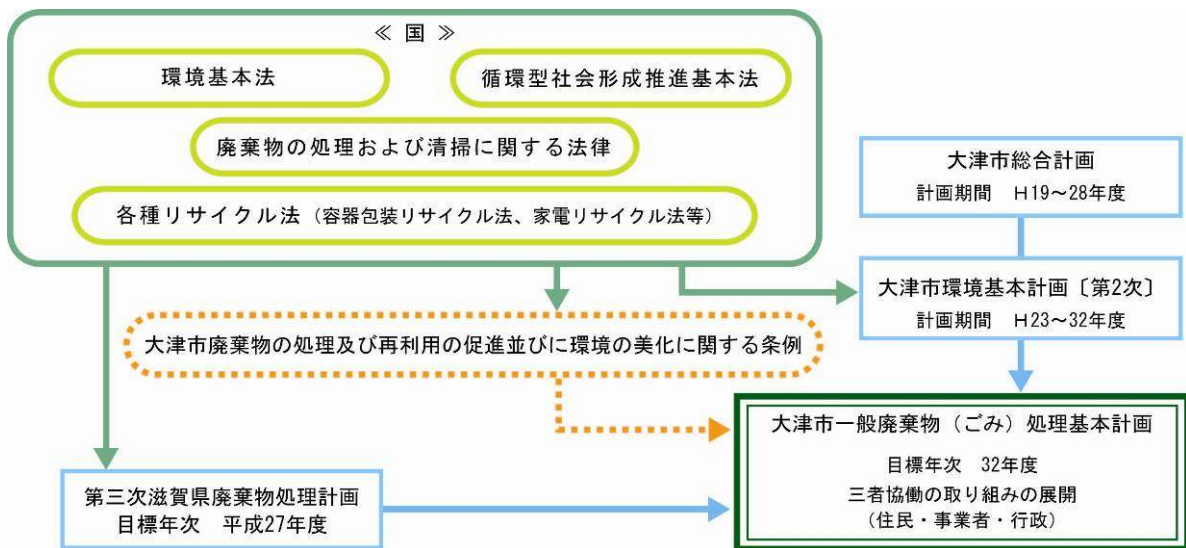 ≪ 国 ≫
環境基本法
循環型社会形成推進基本法
廃棄物の処理および清掃に関する法律
各種リサイクル法（容器包装リサイクル法、家電リサイクル法等）
大津市総合計画
計画期間　H19～28年度
大津市環境基本計画〔第2次〕
計画期間　H23～32年度
大津市廃棄物の処理及び再利用の促進並びに環境の美化に関する条例
大津市一般廃棄物（ごみ）処理基本計画
目標年次　32年度
三者協働の取り組みの展開
（住民・事業者・行政）
第三次滋賀県廃棄物処理計画
目標年次　平成27年度